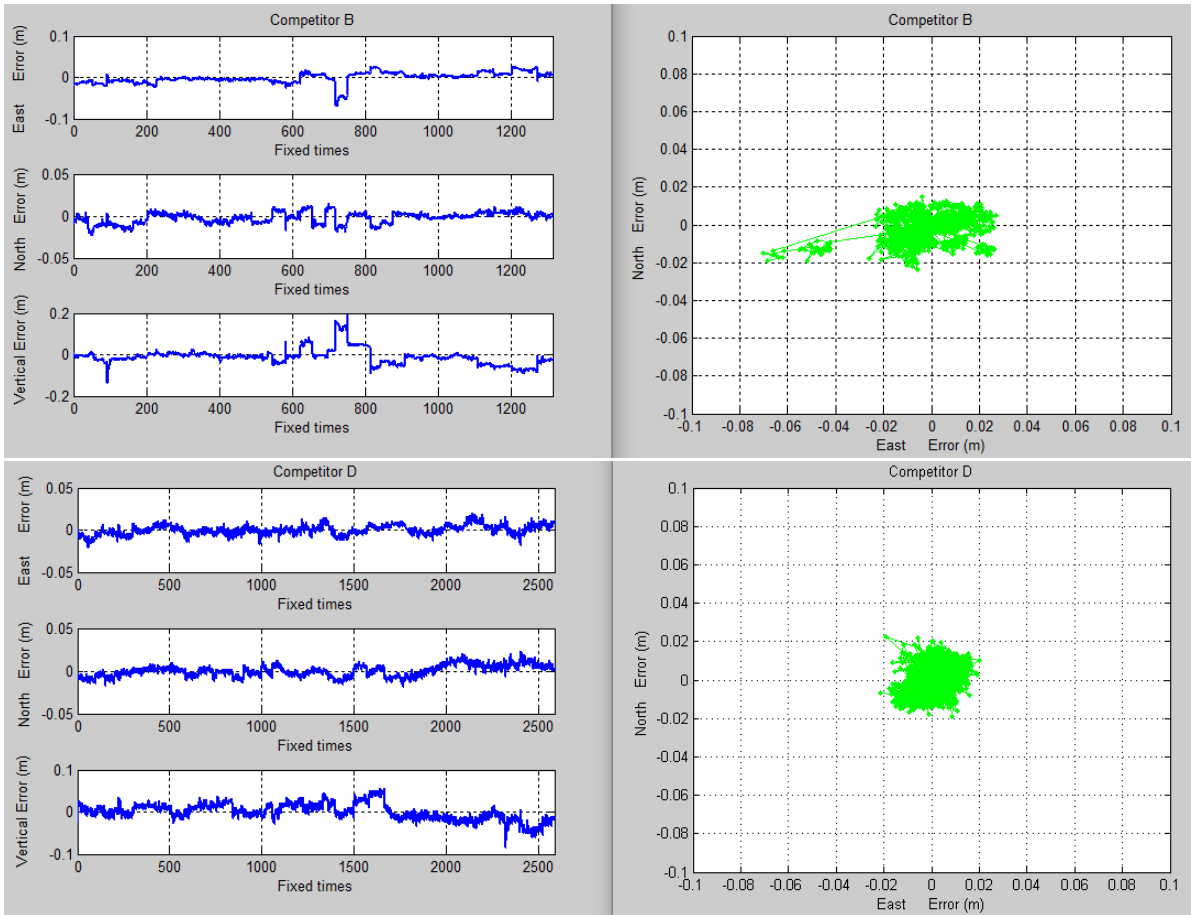 Competitor B
East Error (m)
0.1
0
-0.1
0 200 400 600 800 1000 1200
Fixed times
North Error (m)
0.05
0
-0.05
0 200 400 600 800 1000 1200
Fixed times
Vertical Error (m)
0.2
0
-0.2
0 200 400 600 800 1000 1200
Fixed times
Competitor B
North Error (m)
0.1
0.08
0.06
0.04
0.02
0
-0.02
-0.04
-0.06
-0.08
-0.1
-0.1 -0.08 -0.06 -0.04 -0.02 0 0.02 0.04 0.06 0.08 0.1
East Error (m)
Competitor D
East Error (m)
0.05
0
-0.05
0 500 1000 1500 2000 2500
Fixed times
North Error (m)
0.05
0
-0.05
0 500 1000 1500 2000 2500
Fixed times
Vertical Error (m)
0.1
0
-0.1
0 500 1000 1500 2000 2500
Fixed times
Competitor D
North Error (m)
0.1
0.08
0.06
0.04
0.02
0
-0.02
-0.04
-0.06
-0.08
-0.1
-0.1 -0.08 -0.06 -0.04 -0.02 0 0.02 0.04 0.06 0.08 0.1
East Error (m)